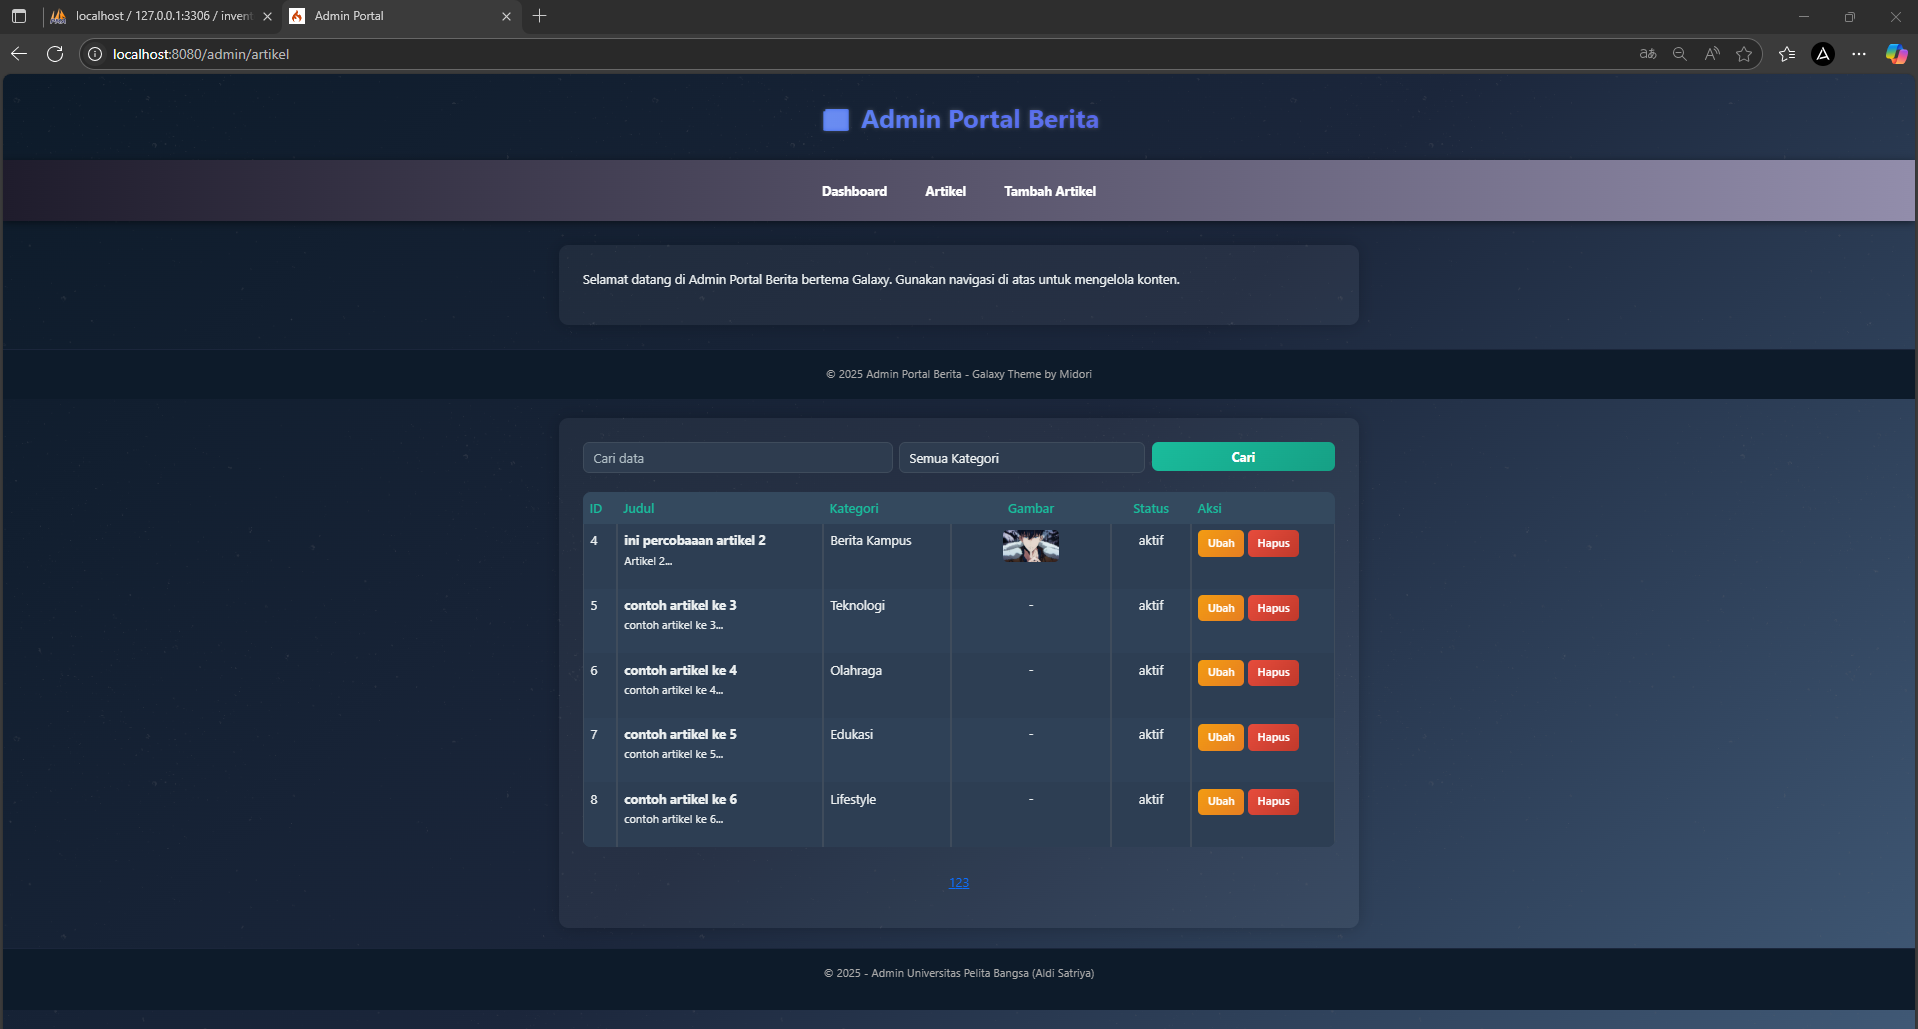 localhost / 127.0.0.1:3306 / invent
Admin Portal
localhost:8080/admin/artikel
Admin Portal Berita
Dashboard Artikel Tambah Artikel
Selamat datang di Admin Portal Berita bertema Galaxy. Gunakan navigasi di atas untuk mengelola konten.
© 2025 Admin Portal Berita - Galaxy Theme by Midori
Cari data Semua Kategori Cari
ID Judul Kategori Gambar Status Aksi
4 ini percobaaan artikel 2 Berita Kampus aktif Ubah Hapus
Artikel 2...
5 contoh artikel ke 3 Teknologi - aktif Ubah Hapus
contoh artikel ke 3...
6 contoh artikel ke 4 Olahraga - aktif Ubah Hapus
contoh artikel ke 4...
7 contoh artikel ke 5 Edukasi - aktif Ubah Hapus
contoh artikel ke 5...
8 contoh artikel ke 6 Lifestyle - aktif Ubah Hapus
contoh artikel ke 6...
123
© 2025 - Admin Universitas Pelita Bangsa (Aldi Satriya)